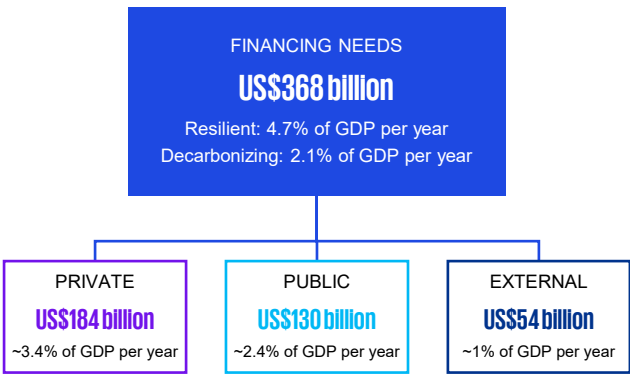 FINANCING NEEDS
US$368 billion
Resilient: 4.7% of GDP per year
Decarbonizing: 2.1% of GDP per year
PRIVATE
US$184 billion
~3.4% of GDP per year
PUBLIC
US$130 billion
~2.4% of GDP per year
EXTERNAL
US$54 billion
~1% of GDP per year